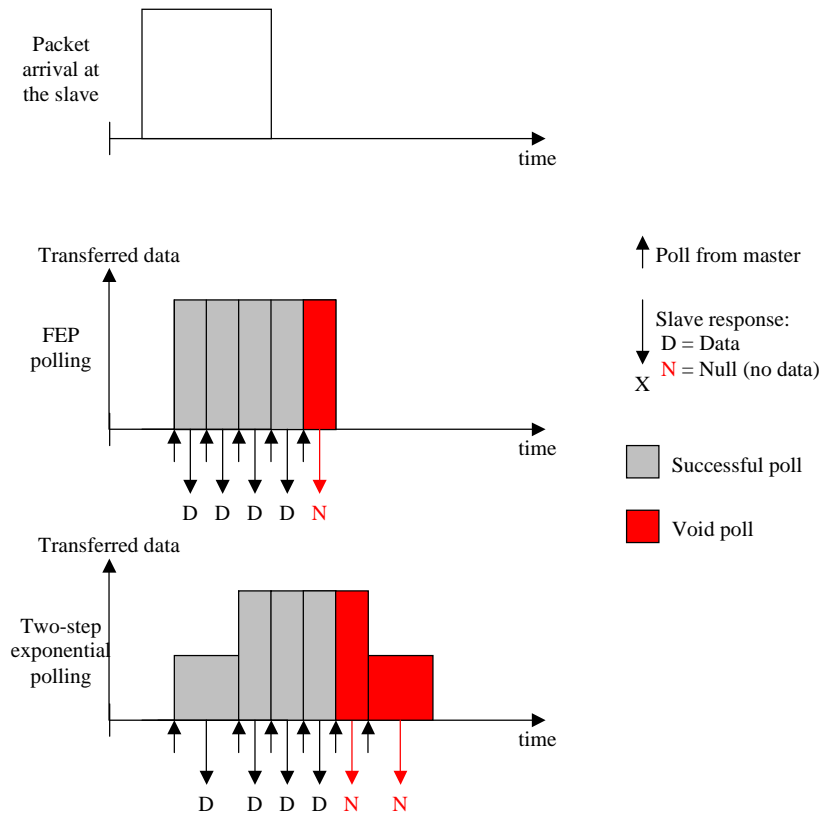 Packet
arrival at
the slave
time
Transferred data
FEP
polling
time
D D D D N
Poll from master
Slave response:
D = Data
N = Null (no data)
X
Successful poll
Void poll
Transferred data
Two-step
exponential
polling
time
D D D D N N